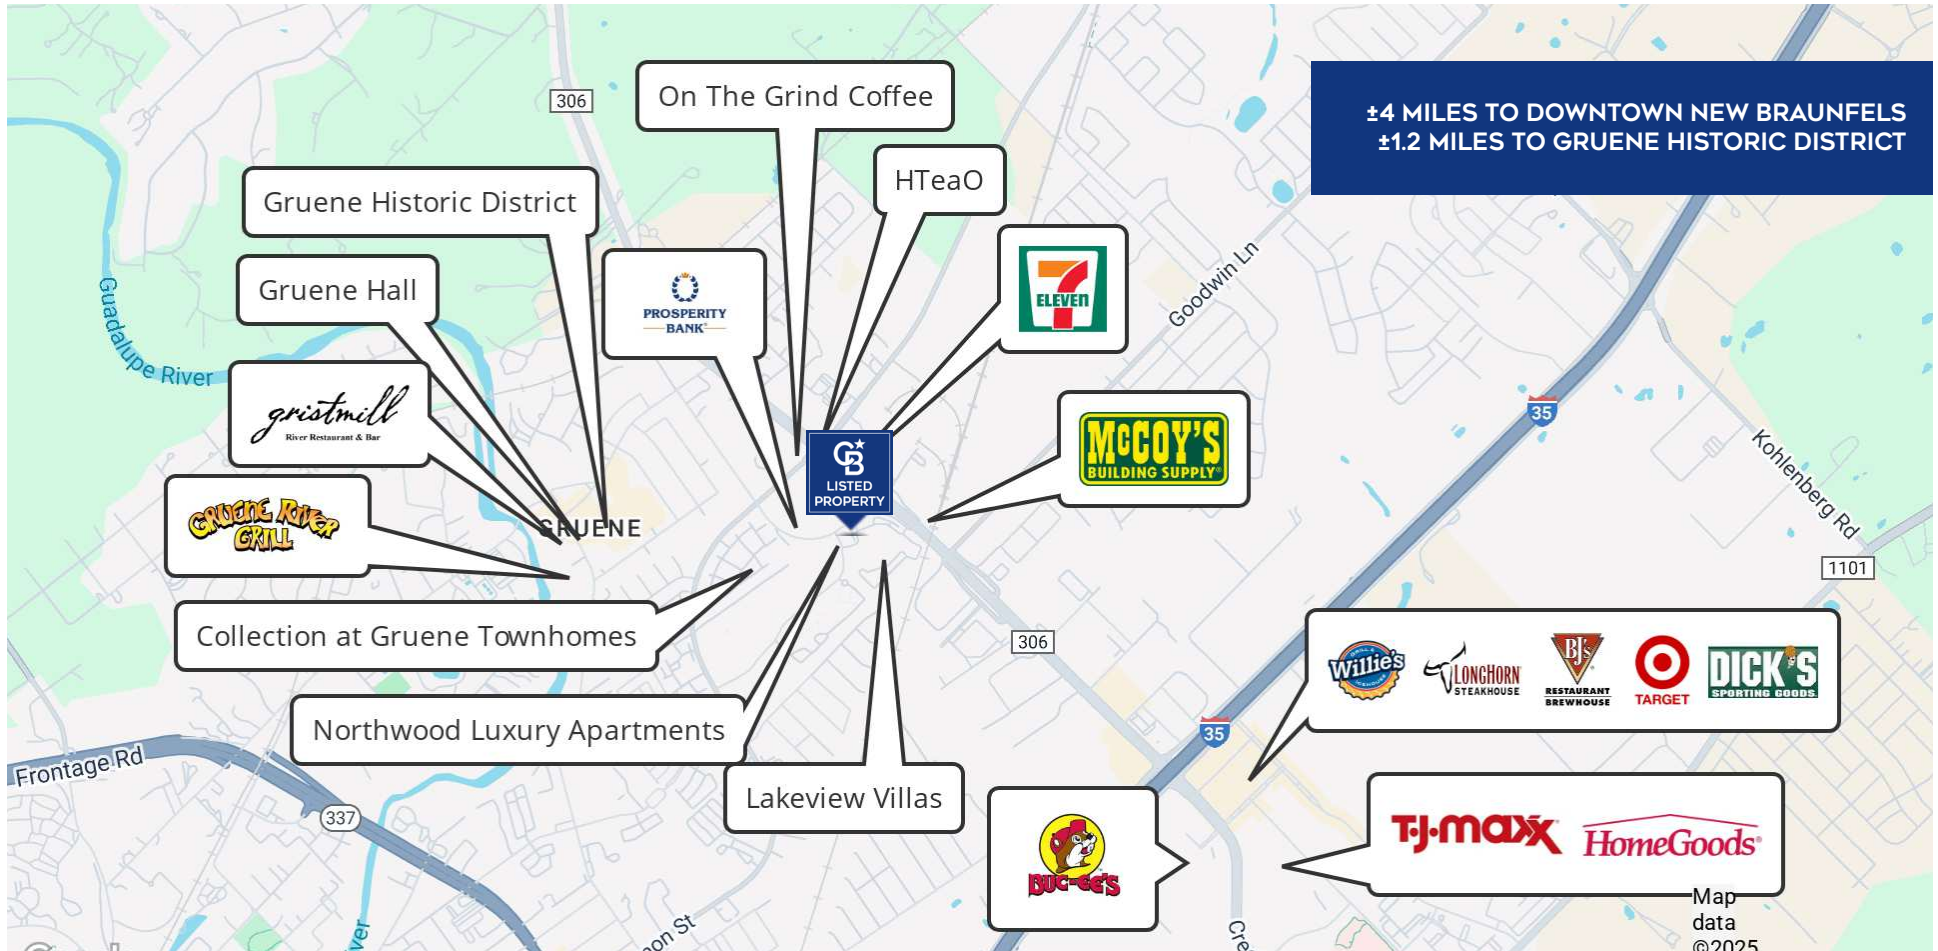 ±4 MILES TO DOWNTOWN NEW BRAUNFELS
±1.2 MILES TO GRUENE HISTORIC DISTRICT
306
On The Grind Coffee
HTeaO
Gruene Historic District
Gruene Hall
PROSPERITY
BANK
7
ELEVEN
Goodwin Ln
Guadalupe River
gristmill
River Restaurant & Bar
McCOY'S
BUILDING SUPPLY
35
Kohlenberg Rd
CB
LISTED
PROPERTY
GRUENE RIVER
GRILL
GRUENE
1101
Collection at Gruene Townhomes
306
GRILL &
Willie's
ICEHOUSE
LONGHORN
STEAKHOUSE
BJ's
RESTAURANT
BREWHOUSE
TARGET
DICK'S
SPORTING GOODS
Northwood Luxury Apartments
35
Frontage Rd
Lakeview Villas
337
BUC-EE'S
T·J·maxx
HomeGoods
Map
data
©2025